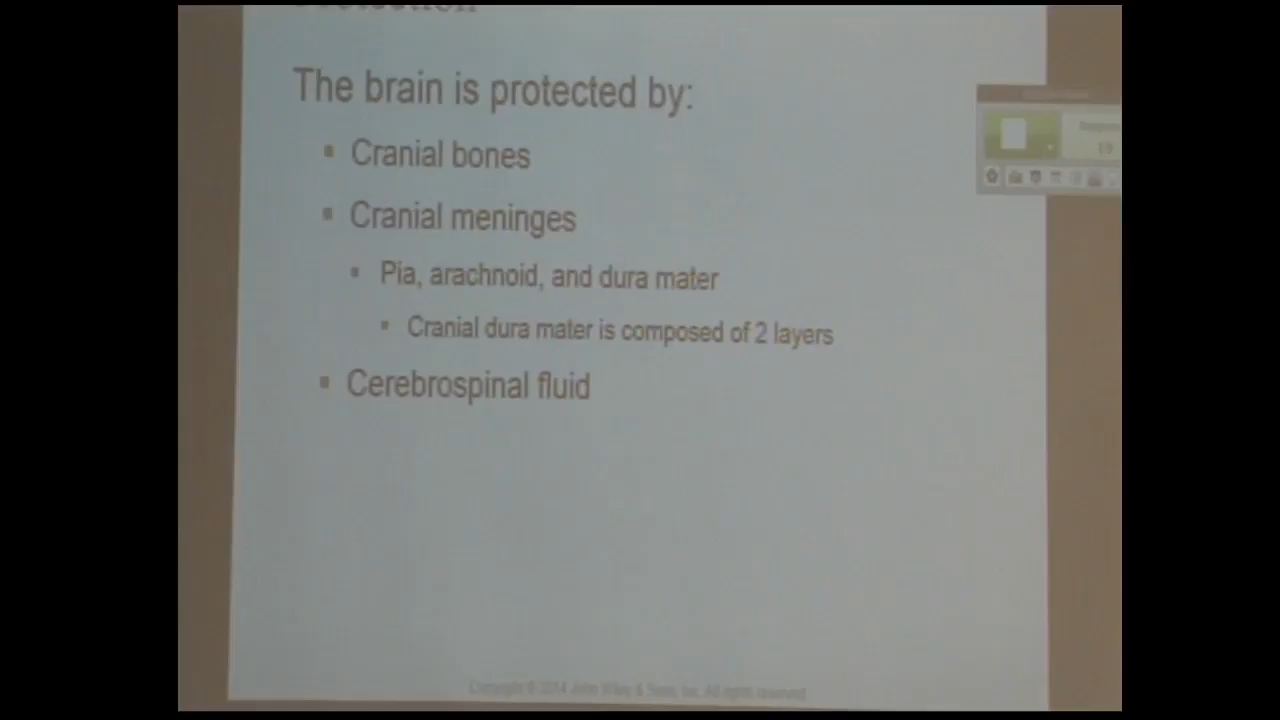 The brain is protected by:
Cranial bones
Cranial meninges
Pia, arachnoid, and dura mater
Cranial dura mater is composed of 2 layers
Cerebrospinal fluid
19
Copyright © 2014 John Wiley & Sons, Inc. All rights reserved.